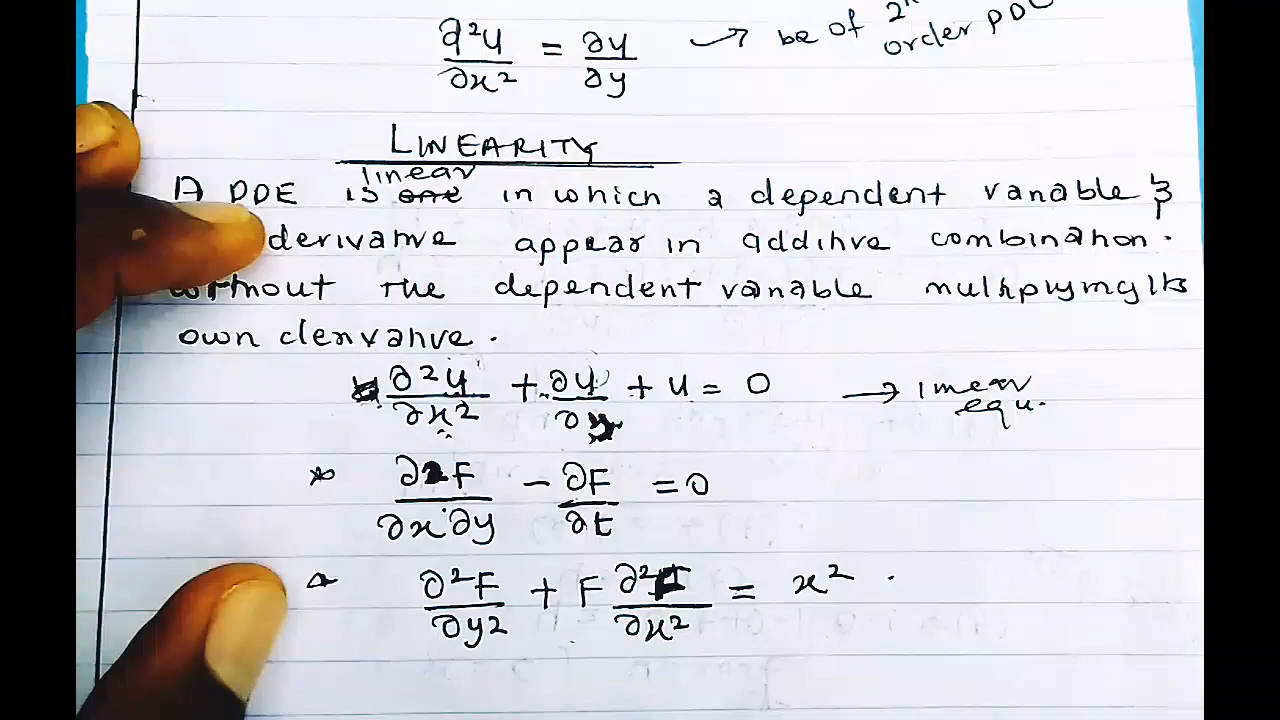 ∂²U/∂x² = ∂U/∂y → be of 2ⁿ
order PDE
LINEARITY
linear
A PDE is one in which a dependent variable &
derivative appear in additive combination.
without the dependent variable multiplying its
own derivative.
∂²U/∂x² + ∂U/∂y + U = 0 → linear
equ.
* ∂²F/∂x∂y − ∂F/∂t = 0
∂²F/∂y² + F ∂²F/∂x² = x².